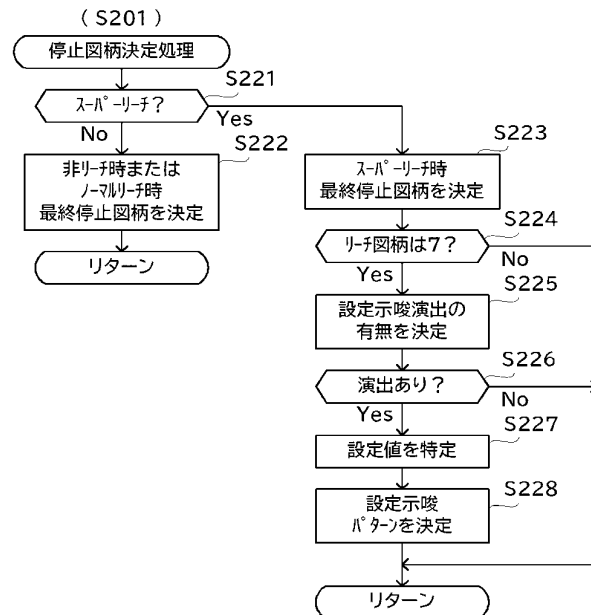 (S201)
停止図柄決定処理
S221
ｽｰﾊﾟｰﾘｰﾁ?
Yes
No
S222
非ﾘｰﾁ時または
ﾉｰﾏﾙﾘｰﾁ時
最終停止図柄を決定
リターン
S223
ｽｰﾊﾟｰﾘｰﾁ時
最終停止図柄を決定
S224
ﾘｰﾁ図柄は7?
No
Yes
S225
設定示唆演出の
有無を決定
S226
演出あり?
No
Yes
S227
設定値を特定
S228
設定示唆
ﾊﾟﾀｰﾝを決定
リターン